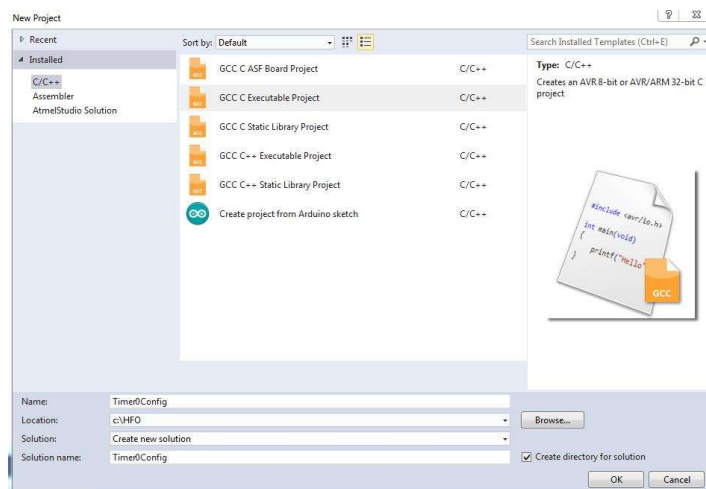 New Project
Recent
Installed
C/C++
Assembler
AtmelStudio Solution
Sort by: Default
GCC C ASF Board Project C/C++
GCC C Executable Project C/C++
GCC C Static Library Project C/C++
GCC C++ Executable Project C/C++
GCC C++ Static Library Project C/C++
Create project from Arduino sketch C/C++
Search Installed Templates (Ctrl+E)
Type: C/C++
Creates an AVR 8-bit or AVR/ARM 32-bit C
project
#include <avr/io.h>
int main(void)
{
printf("Hello"
}
GCC
Name: Timer0Config
Location: c:\HFO
Browse...
Solution: Create new solution
Solution name: Timer0Config
Create directory for solution
OK Cancel